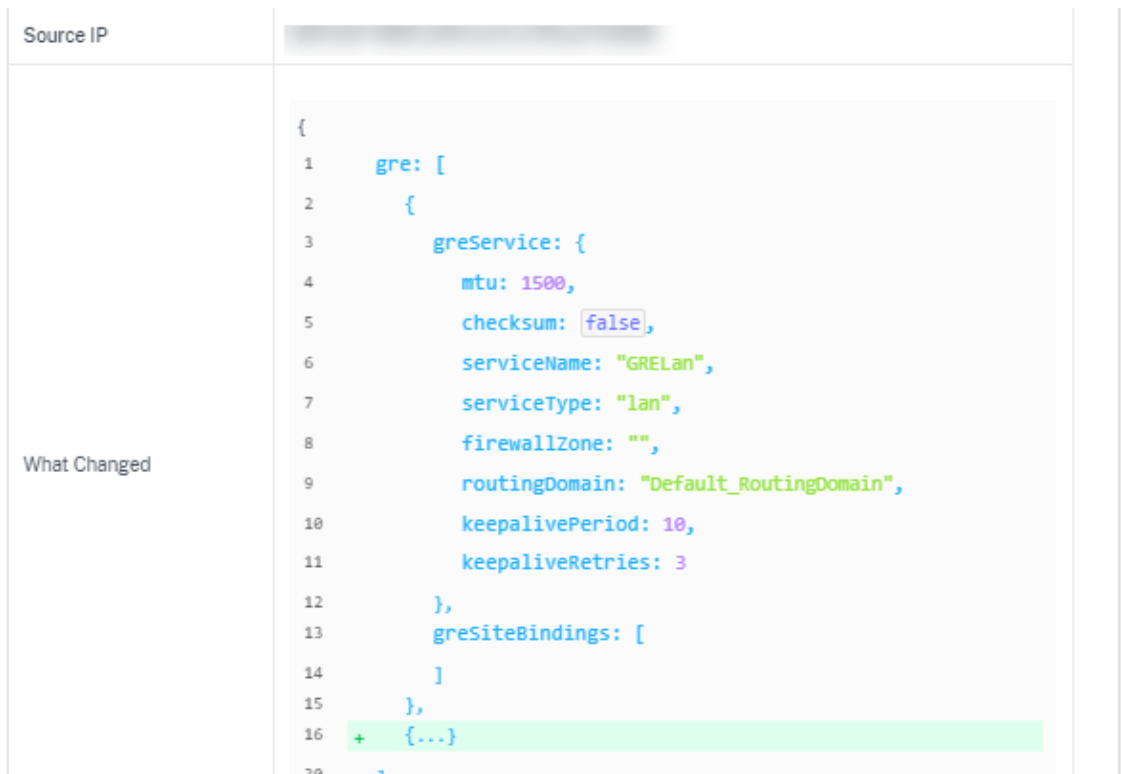 Source IP
What Changed
{
1 gre: [
2 {
3 greService: {
4 mtu: 1500,
5 checksum: false,
6 serviceName: "GRELan",
7 serviceType: "lan",
8 firewallZone: "",
9 routingDomain: "Default_RoutingDomain",
10 keepalivePeriod: 10,
11 keepaliveRetries: 3
12 },
13 greSiteBindings: [
14 ]
15 },
16 + {...}